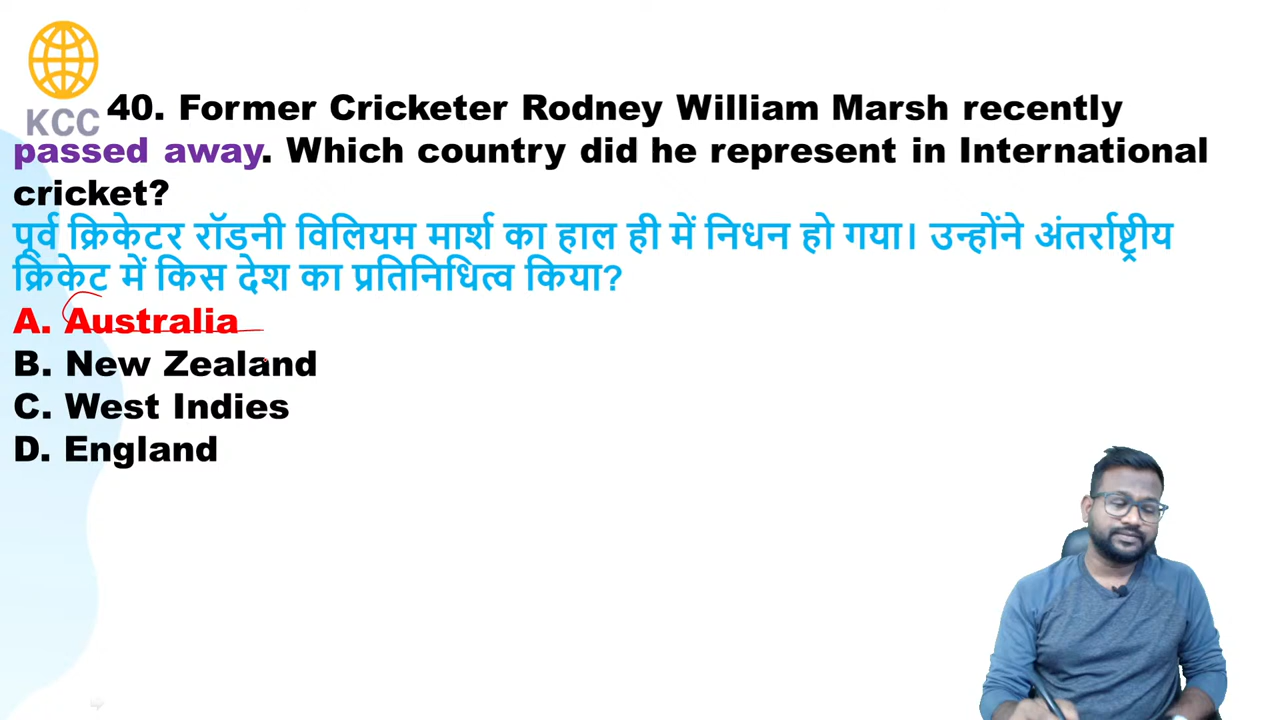 KCC
40. Former Cricketer Rodney William Marsh recently
passed away. Which country did he represent in International
cricket?
पूर्व क्रिकेटर रॉडनी विलियम मार्श का हाल ही में निधन हो गया। उन्होंने अंतर्राष्ट्रीय
क्रिकेट में किस देश का प्रतिनिधित्व किया?
A. Australia
B. New Zealand
C. West Indies
D. England